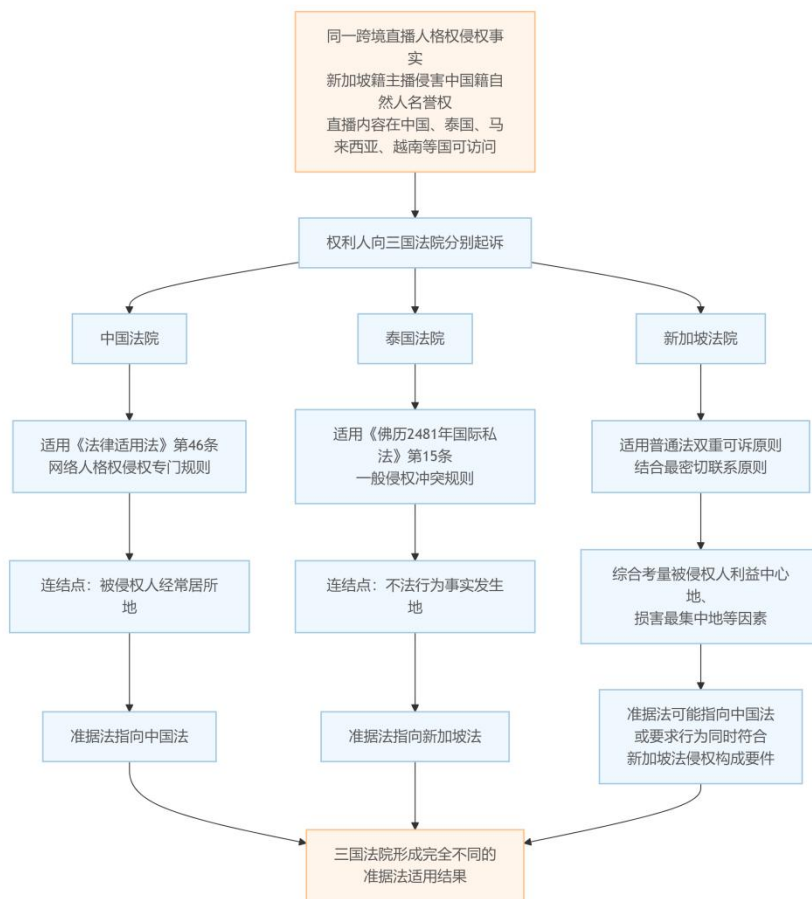 同一跨境直播人格权侵权事
实
新加坡籍主播侵害中国籍自
然人名誉权
直播内容在中国、泰国、马
来西亚、越南等国可访问
权利人向三国法院分别起诉
中国法院
泰国法院
新加坡法院
适用《法律适用法》第46条
网络人格权侵权专门规则
适用《佛历2481年国际私
法》第15条
一般侵权冲突规则
适用普通法双重可诉原则
结合最密切联系原则
连结点：被侵权人经常居所
地
连结点：不法行为事实发生
地
综合考量被侵权人利益中心
地、
损害最集中地等因素
准据法指向中国法
准据法指向新加坡法
准据法可能指向中国法
或要求行为同时符合
新加坡法侵权构成要件
三国法院形成完全不同的
准据法适用结果